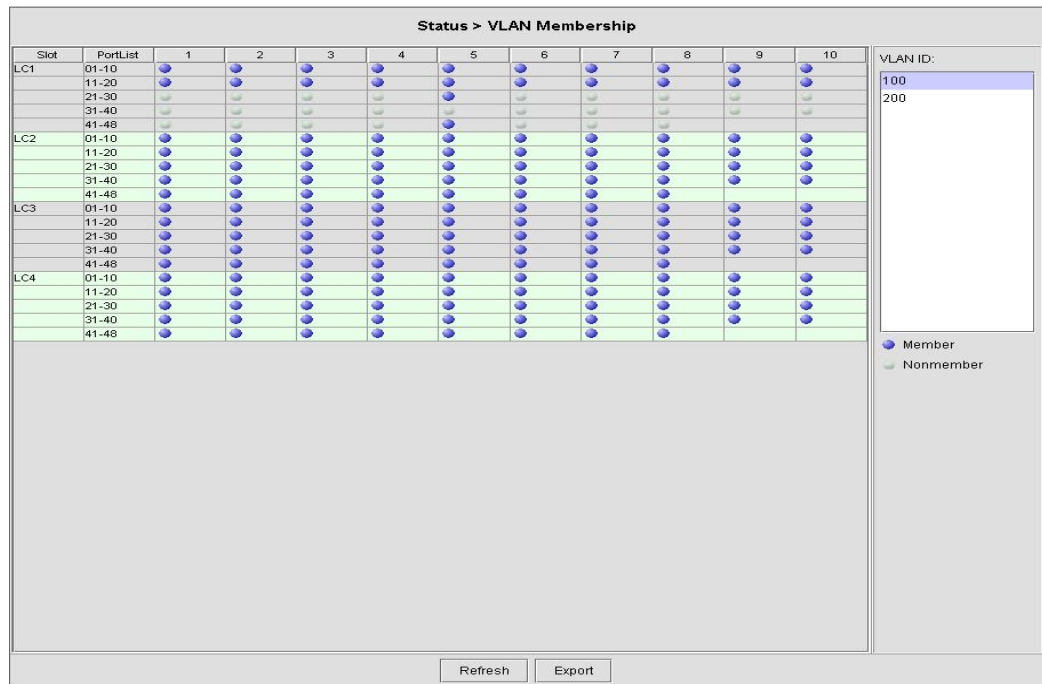 Status > VLAN Membership
Slot PortList 1 2 3 4 5 6 7 8 9 10
LC1 01-10
11-20
21-30
31-40
41-48
LC2 01-10
11-20
21-30
31-40
41-48
LC3 01-10
11-20
21-30
31-40
41-48
LC4 01-10
11-20
21-30
31-40
41-48
VLAN ID:
100
200
Member
Nonmember
Refresh Export